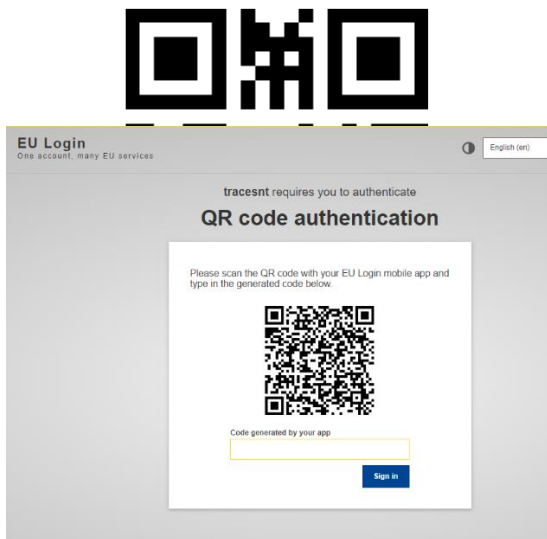 EU Login
One account, many EU services
English (en)
tracesnt requires you to authenticate
QR code authentication
Please scan the QR code with your EU Login mobile app and
type in the generated code below.
Code generated by your app
Sign in